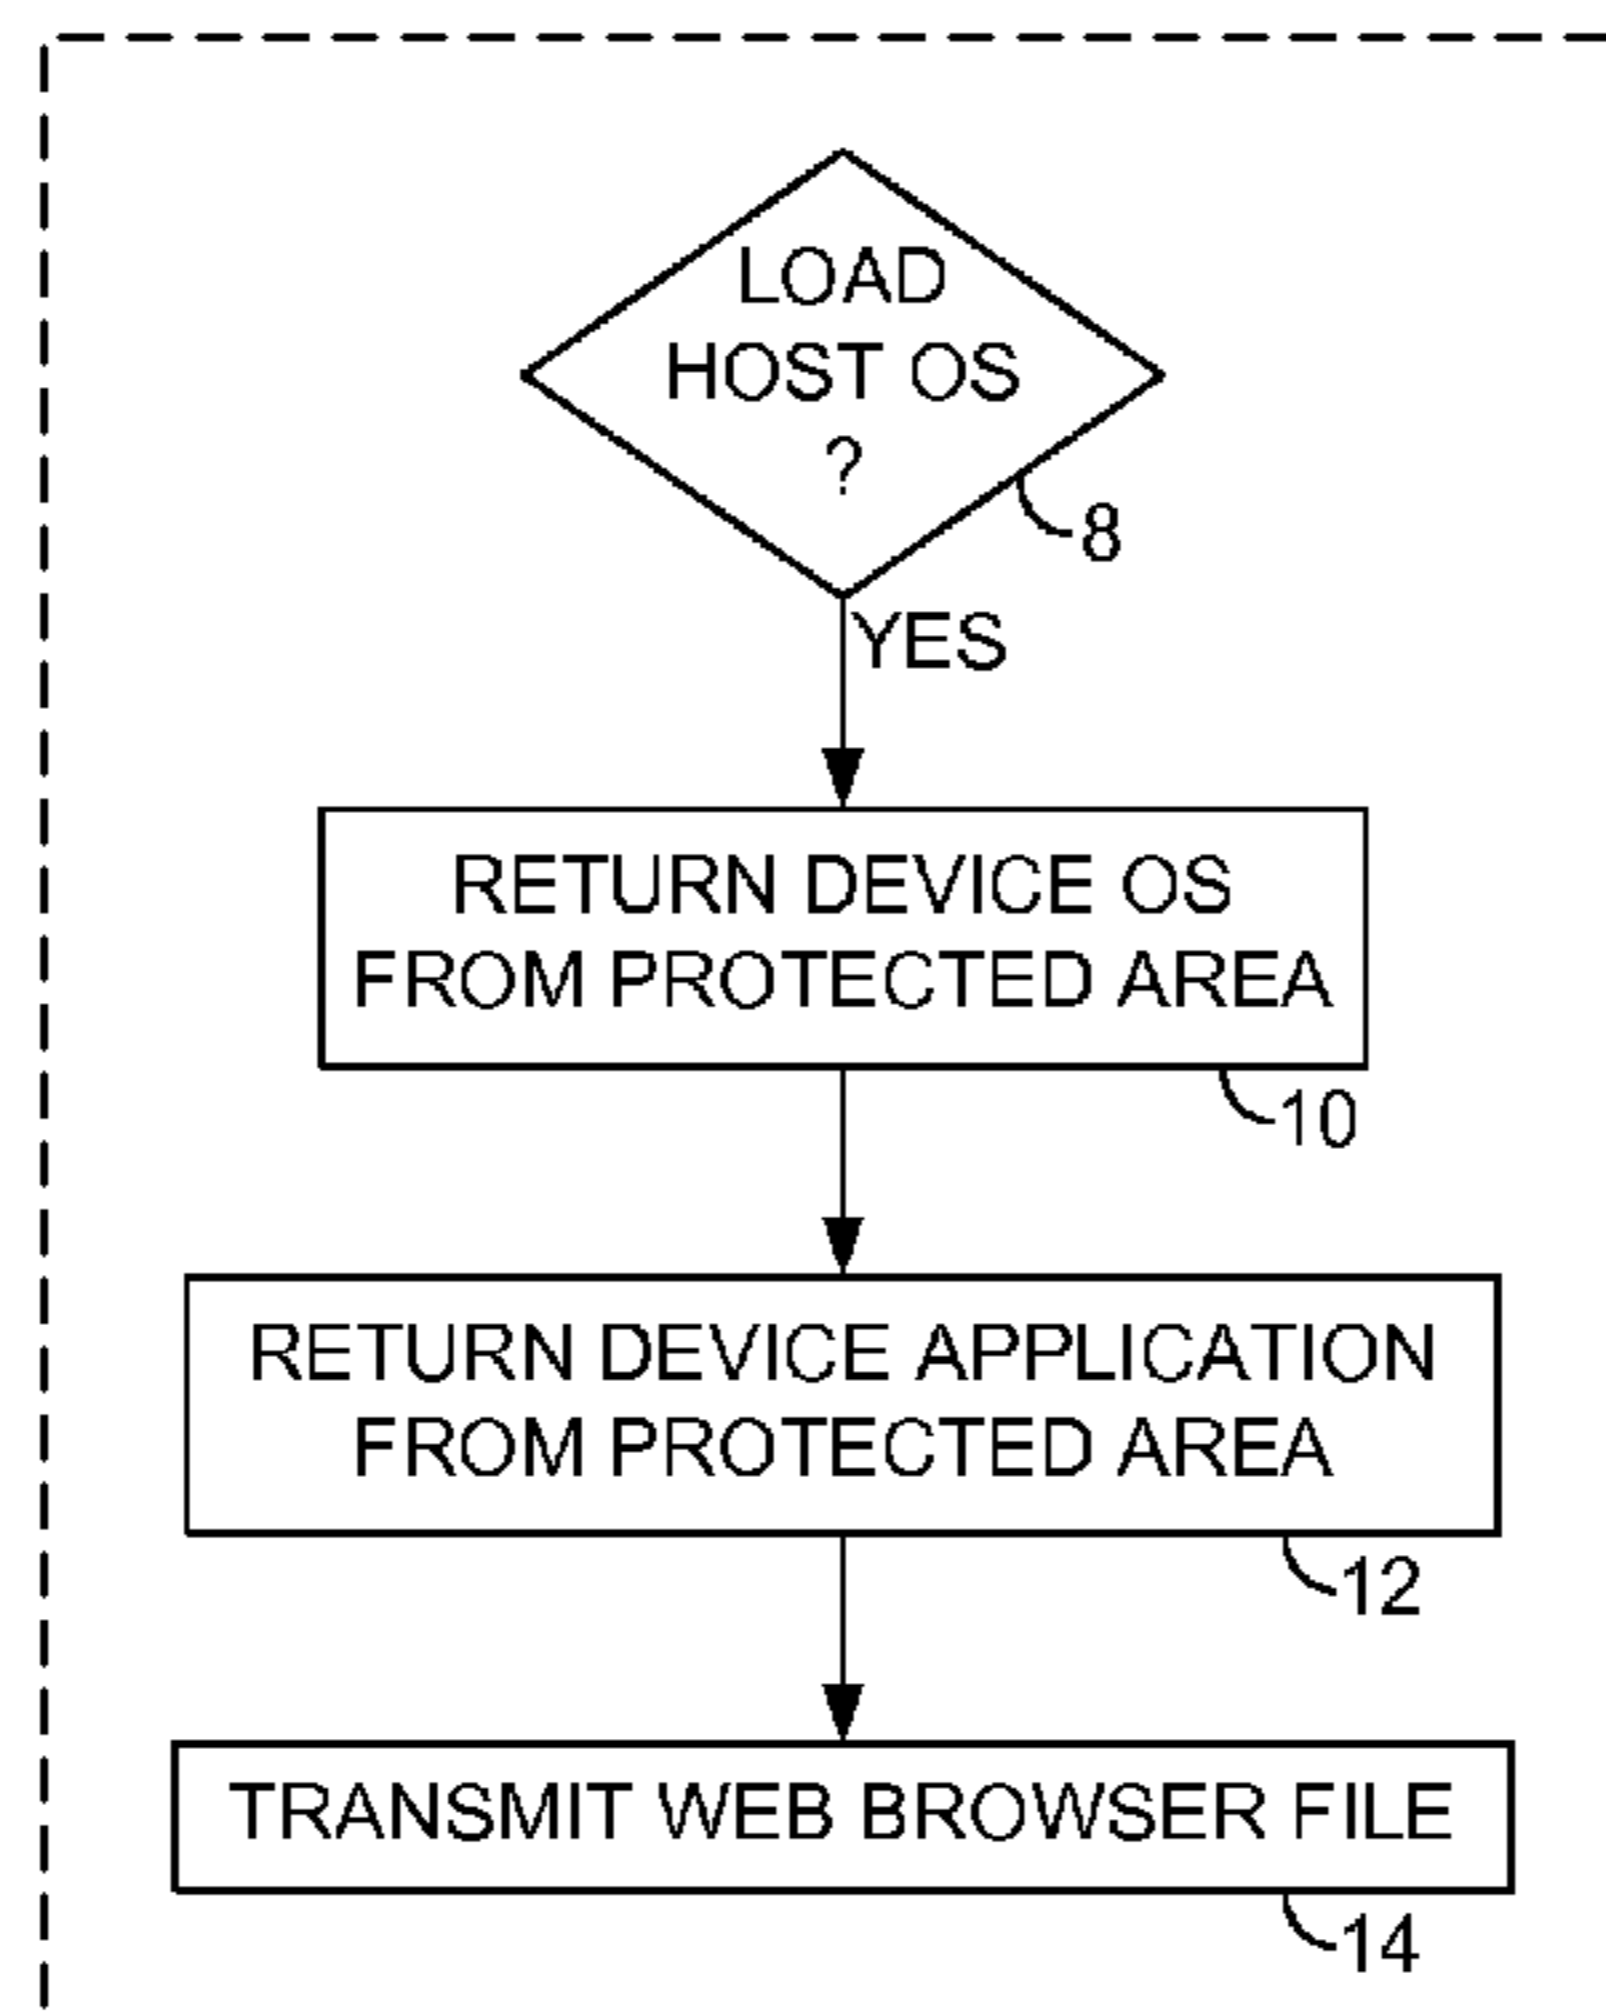 LOAD
HOST OS
?
8
YES
RETURN DEVICE OS
FROM PROTECTED AREA
10
RETURN DEVICE APPLICATION
FROM PROTECTED AREA
12
TRANSMIT WEB BROWSER FILE
14